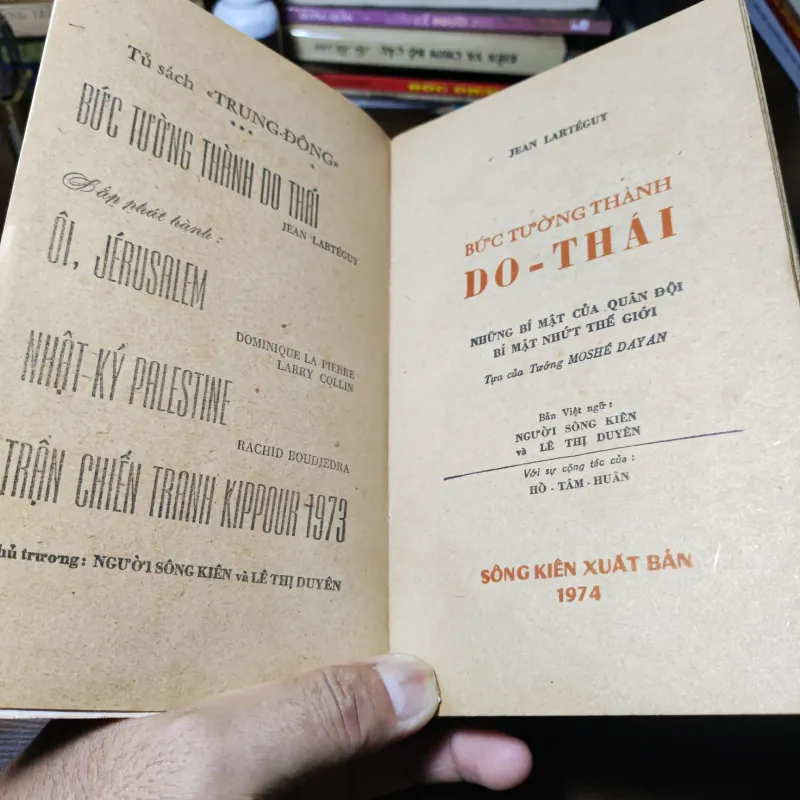 Tủ sách «TRUNG-ĐÔNG»
***
BỨC TƯỜNG THÀNH DO THÁI
JEAN LARTÉGUY
Sắp phát hành :
ÔI, JÉRUSALEM
DOMINIQUE LA PIERRE
LARRY COLLIN
NHẬT-KÝ PALESTINE
RACHID BOUDJEDRA
TRẬN CHIẾN TRANH KIPPOUR 1973
hủ trương : NGƯỜI SÔNG KIÊN và LÊ THỊ DUYÊN
JEAN LARTÉGUY
BỨC TƯỜNG THÀNH
DO-THÁI
NHỮNG BÍ MẬT CỦA QUÂN ĐỘI
BÍ MẬT NHỨT THẾ GIỚI
Tựa của Tướng MOSHÉ DAYAN
Bản Việt ngữ :
NGƯỜI SÔNG KIÊN
và LÊ THỊ DUYÊN
Với sự cộng tác của :
HỒ - TÂM - HUÂN
SÔNG KIÊN XUẤT BẢN
1974